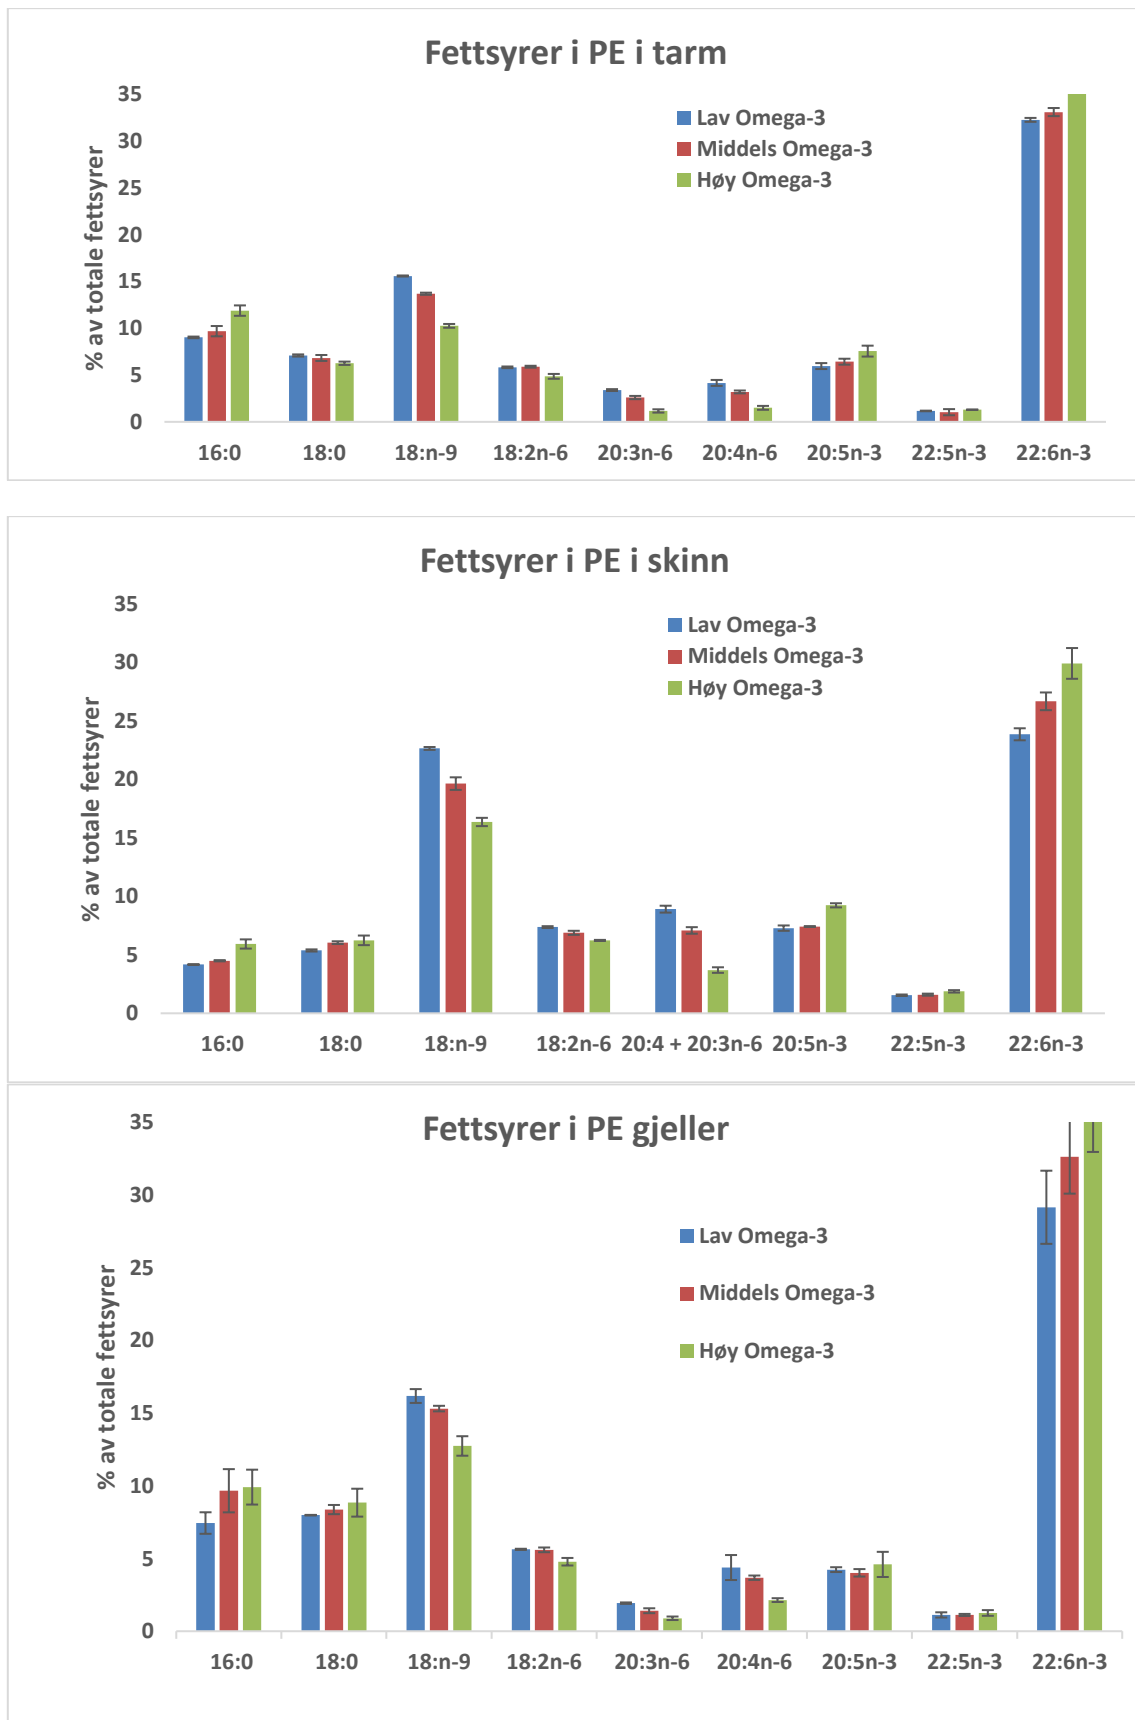 Fettsyrer i PE i tarm
% av totale fettsyrer
35
30
25
20
15
10
5
0
Lav Omega-3
Middels Omega-3
Høy Omega-3
16:0 18:0 18:n-9 18:2n-6 20:3n-6 20:4n-6 20:5n-3 22:5n-3 22:6n-3
Fettsyrer i PE i skinn
% av totale fettsyrer
35
30
25
20
15
10
5
0
Lav Omega-3
Middels Omega-3
Høy Omega-3
16:0 18:0 18:n-9 18:2n-6 20:4 + 20:3n-6 20:5n-3 22:5n-3 22:6n-3
Fettsyrer i PE gjeller
% av totale fettsyrer
35
30
25
20
15
10
5
0
Lav Omega-3
Middels Omega-3
Høy Omega-3
16:0 18:0 18:n-9 18:2n-6 20:3n-6 20:4n-6 20:5n-3 22:5n-3 22:6n-3